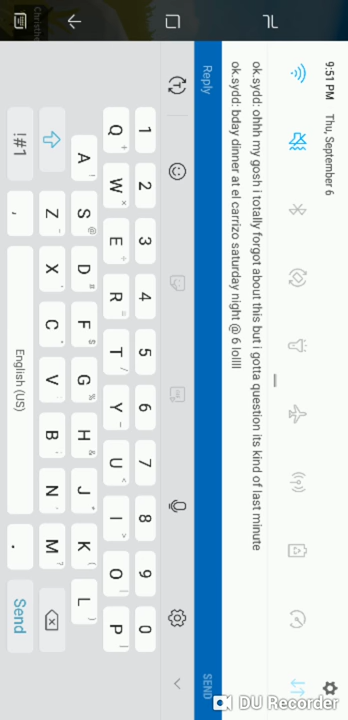 9:51 PM Thu, September 6
ok.sydd: ohhh my gosh i totally forgot about this but i gotta question its kind of last minute
ok.sydd: bday dinner at el carrizo saturday night @ 6 lollll
Reply SEND
T
1 2 3 4 5 6 7 8 9 0
Q W E R T Y U I O P
A S D F G H J K L
Z X C V B N M
!#1 , English (US) . Send
DU Recorder